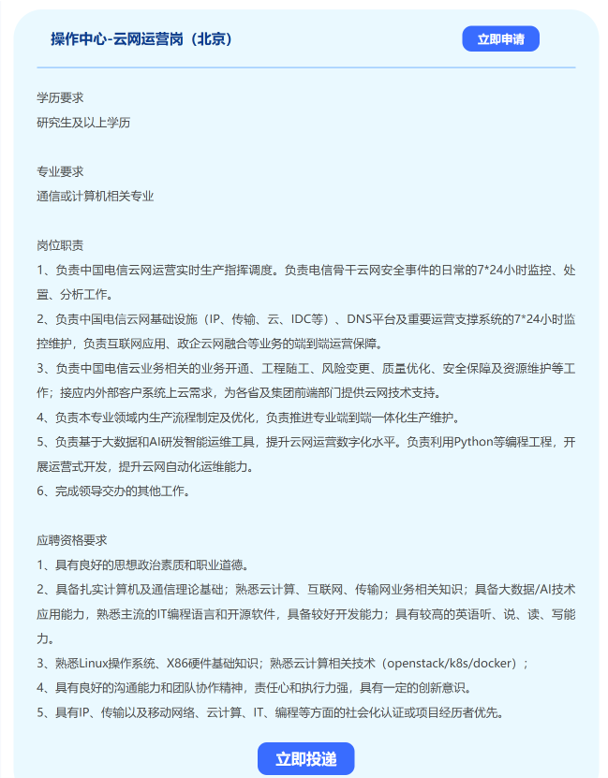 操作中心-云网运营岗（北京）
立即申请
学历要求
研究生及以上学历
专业要求
通信或计算机相关专业
岗位职责
1、负责中国电信云网运营实时生产指挥调度。负责电信骨干云网安全事件的日常的7*24小时监控、处
置、分析工作。
2、负责中国电信云网基础设施（IP、传输、云、IDC等）、DNS平台及重要运营支撑系统的7*24小时监
控维护，负责互联网应用、政企云网融合等业务的端到端运营保障。
3、负责中国电信云业务相关的业务开通、工程随工、风险变更、质量优化、安全保障及资源维护等工
作；接应内外部客户系统上云需求，为各省及集团前端部门提供云网技术支持。
4、负责本专业领域内生产流程制定及优化，负责推进专业端到端一体化生产维护。
5、负责基于大数据和AI研发智能运维工具，提升云网运营数字化水平。负责利用Python等编程工程，开
展运营式开发，提升云网自动化运维能力。
6、完成领导交办的其他工作。
应聘资格要求
1、具有良好的思想政治素质和职业道德。
2、具备扎实计算机及通信理论基础；熟悉云计算、互联网、传输网业务相关知识；具备大数据/AI技术
应用能力，熟悉主流的IT编程语言和开源软件，具备较好开发能力；具有较高的英语听、说、读、写能
力。
3、熟悉Linux操作系统、X86硬件基础知识；熟悉云计算相关技术（openstack/k8s/docker）；
4、具有良好的沟通能力和团队协作精神，责任心和执行力强，具有一定的创新意识。
5、具有IP、传输以及移动网络、云计算、IT、编程等方面的社会化认证或项目经历者优先。
立即投递